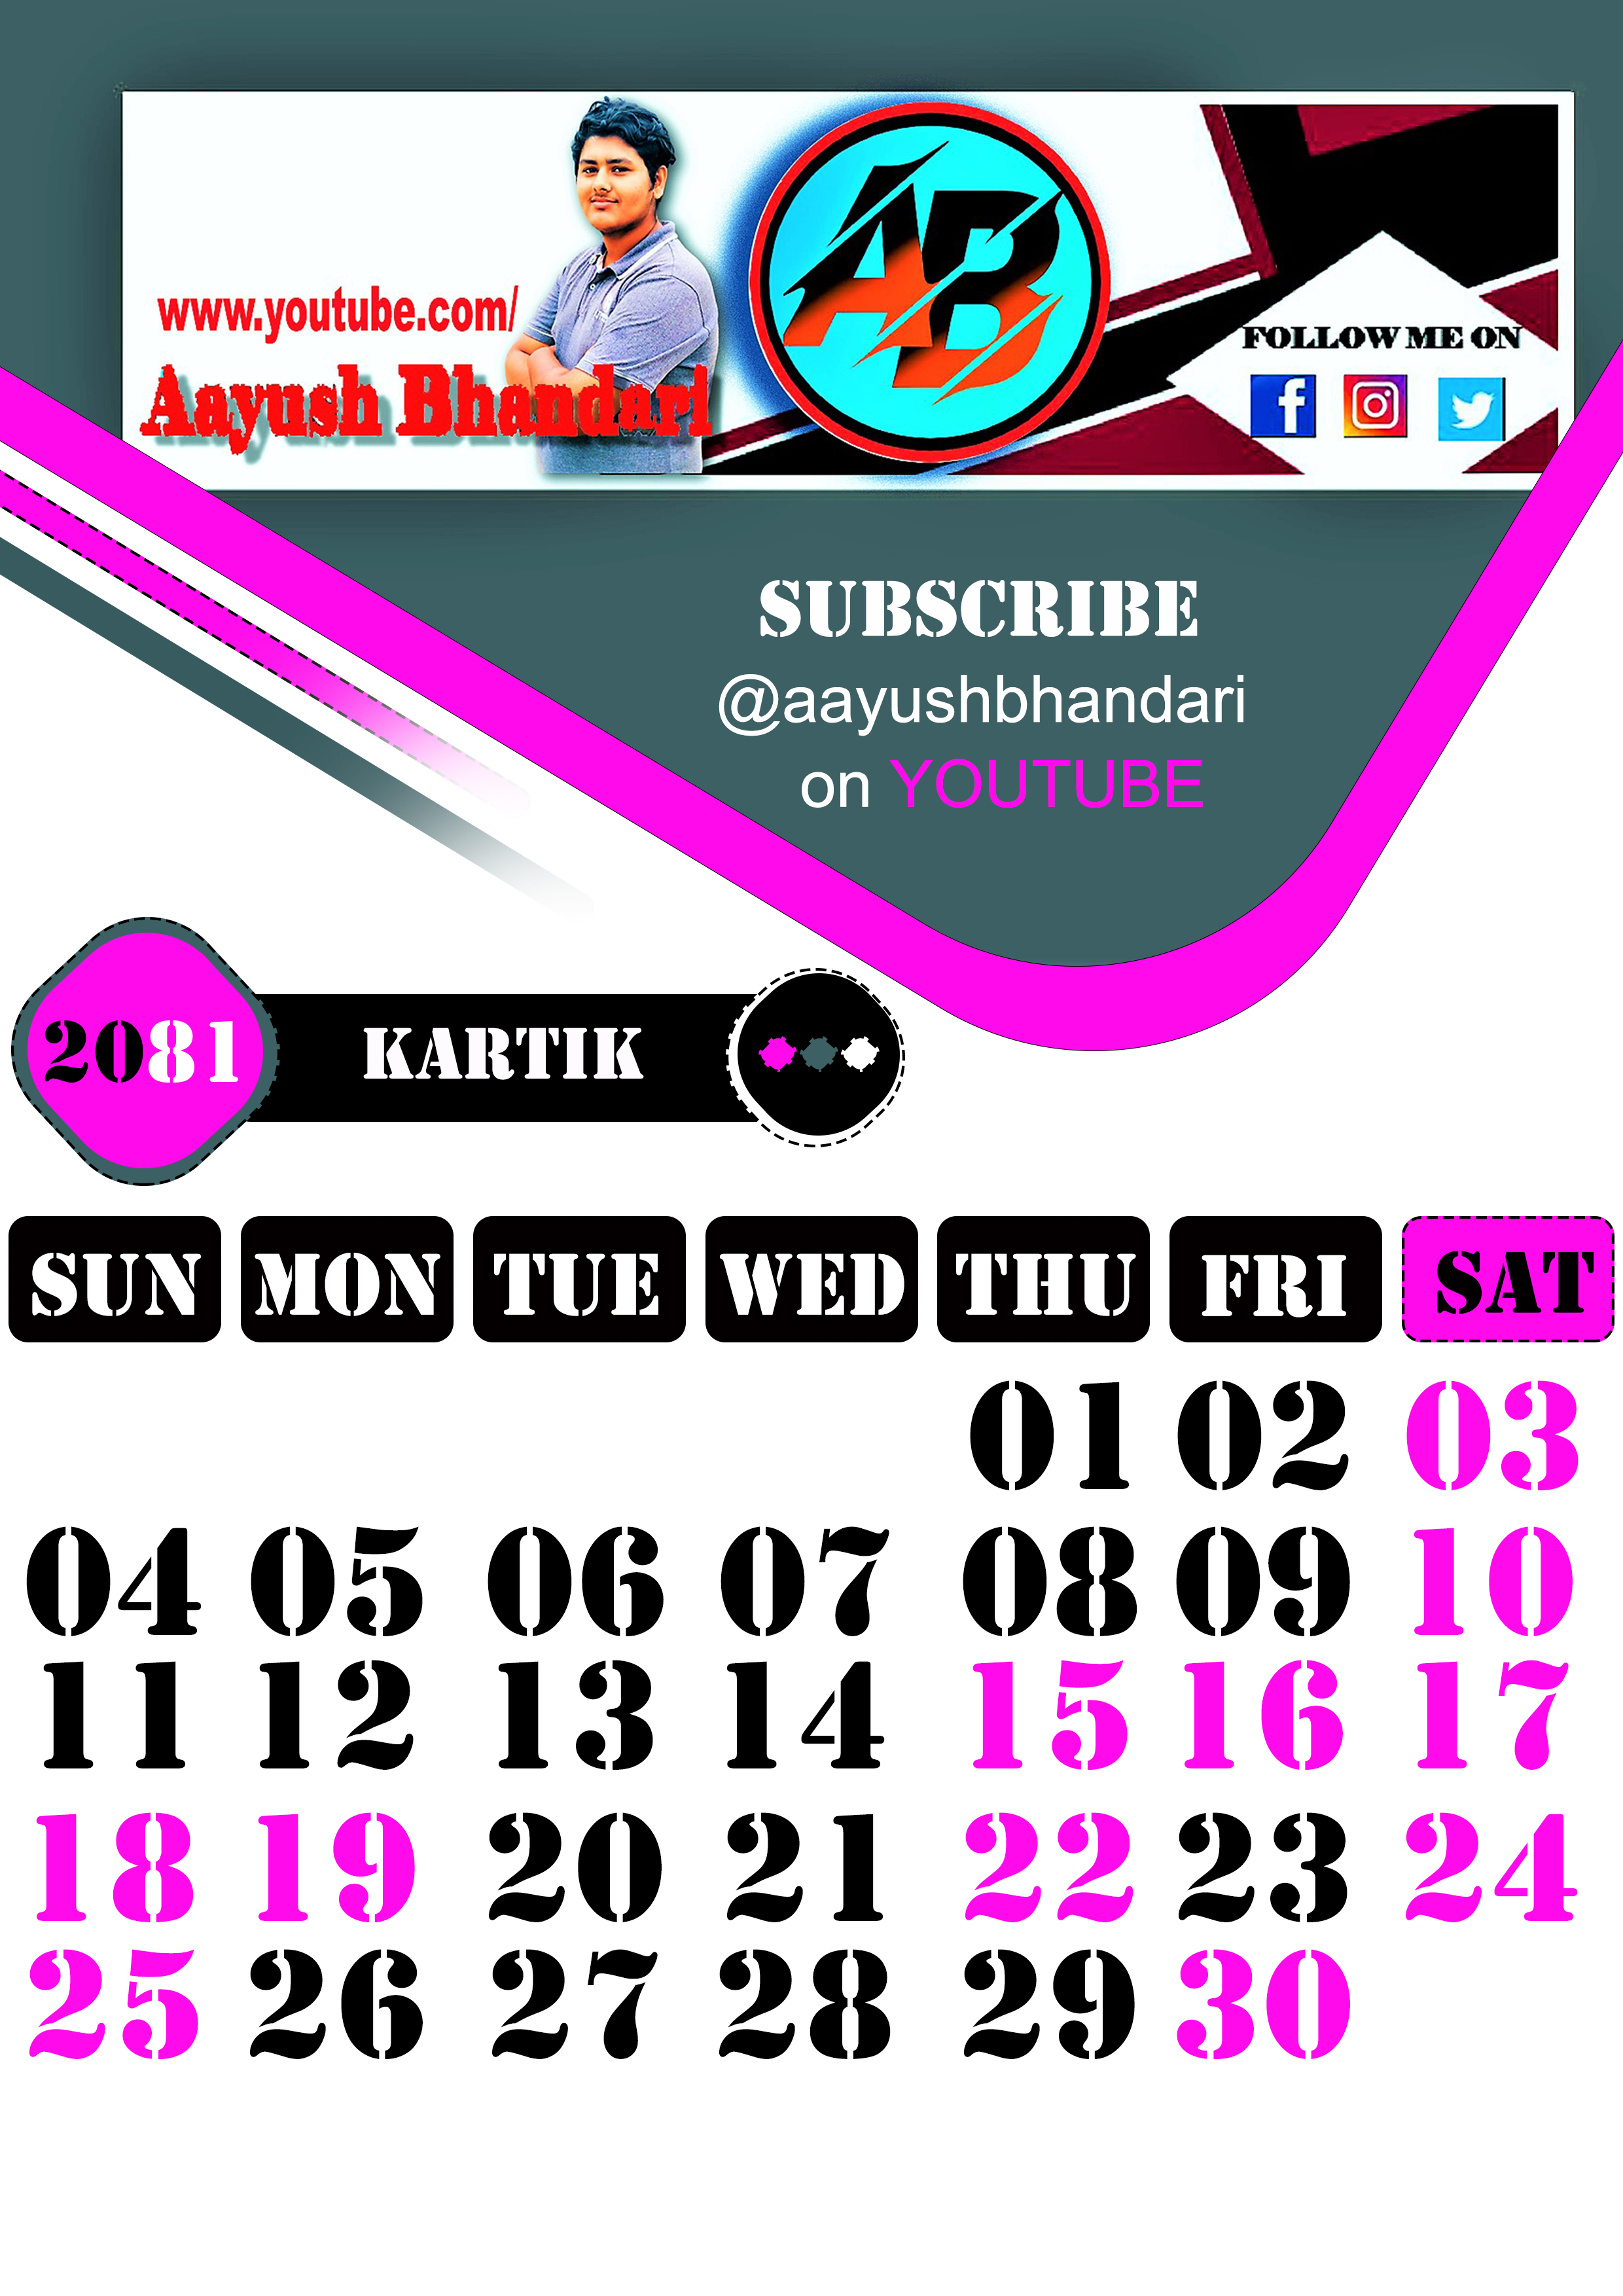 www.youtube.com/
Aayush Bhandari
AB
FOLLOW ME ON
SUBSCRIBE
@aayushbhandari
on YOUTUBE
2081 KARTIK
SUN MON TUE WED THU FRI SAT
01 02 03
04 05 06 07 08 09 10
11 12 13 14 15 16 17
18 19 20 21 22 23 24
25 26 27 28 29 30